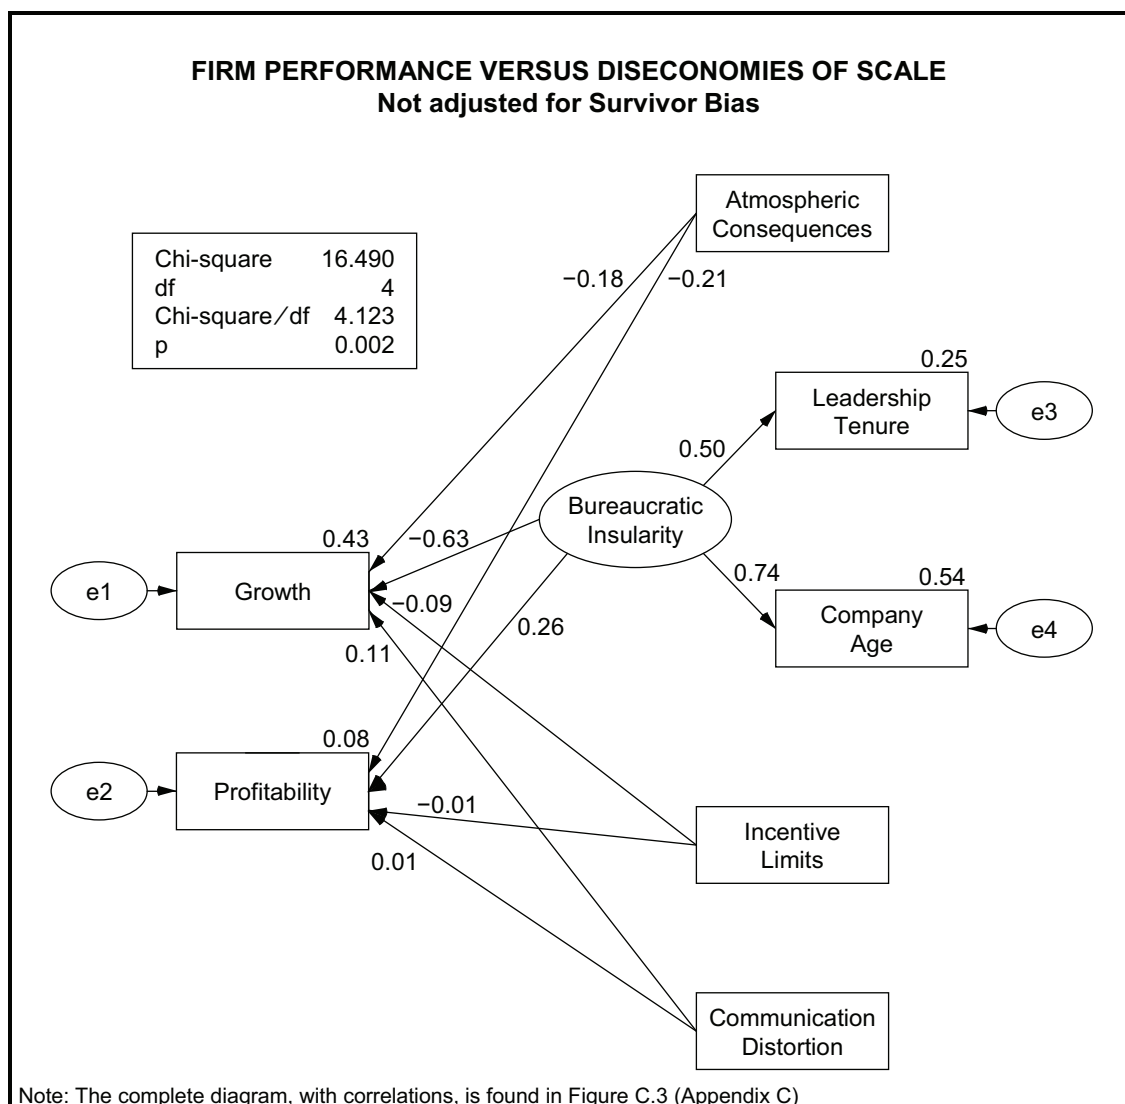 FIRM PERFORMANCE VERSUS DISECONOMIES OF SCALE
Not adjusted for Survivor Bias
Atmospheric
Consequences
Chi-square 16.490
df 4
Chi-square/df 4.123
p 0.002
−0.18
−0.21
0.25
Leadership
Tenure
e3
0.50
Bureaucratic
Insularity
0.43
−0.63
e1
Growth
−0.09
0.26
0.11
0.74
0.54
Company
Age
e4
0.08
e2
Profitability
−0.01
0.01
Incentive
Limits
Communication
Distortion
Note: The complete diagram, with correlations, is found in Figure C.3 (Appendix C)